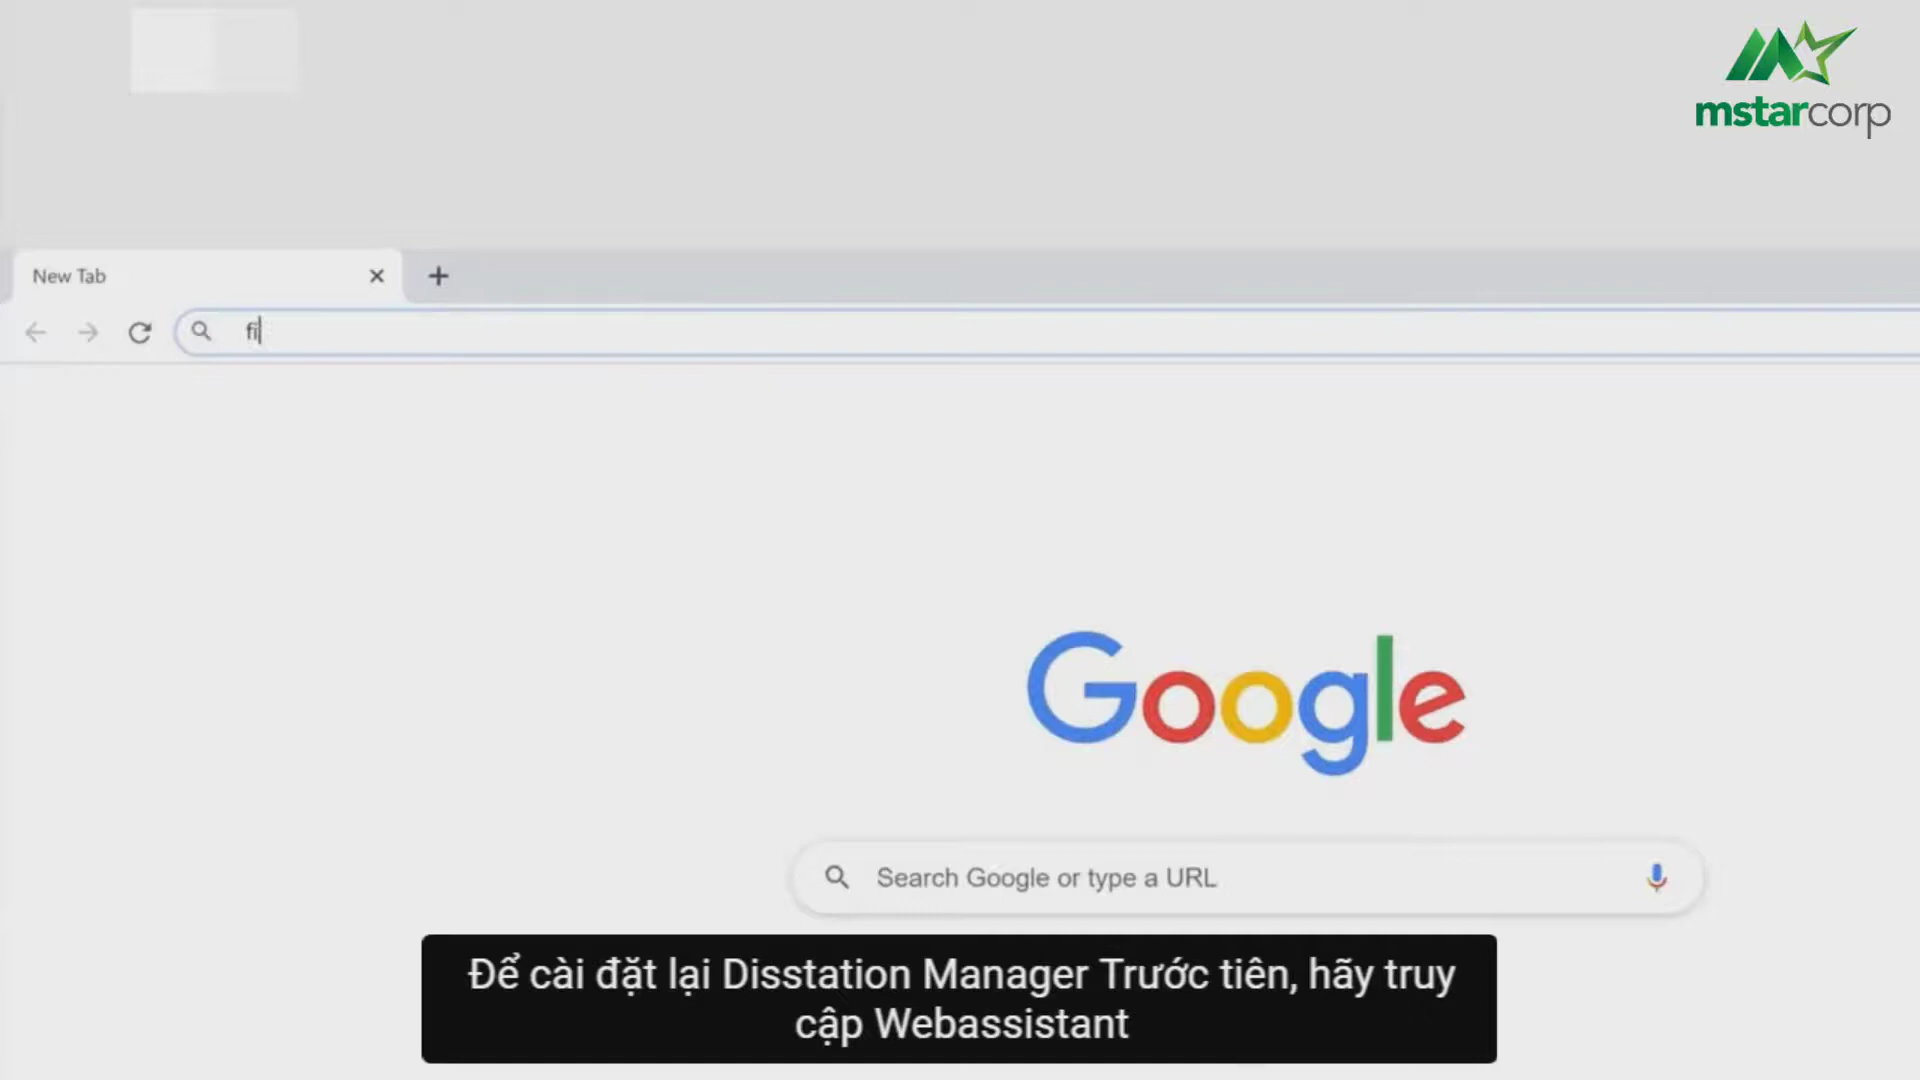 mstarcorp
New Tab
fi
Google
Search Google or type a URL
Để cài đặt lại Disstation Manager Trước tiên, hãy truy
cập Webassistant